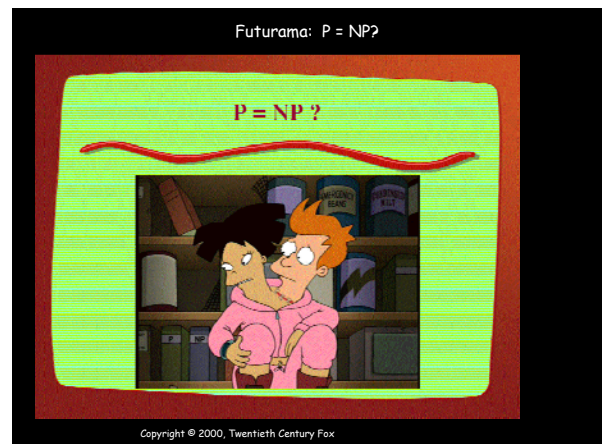 Futurama: P = NP?
P = NP ?
EMERGENCY
BEANS
P NP
Copyright © 2000, Twentieth Century Fox